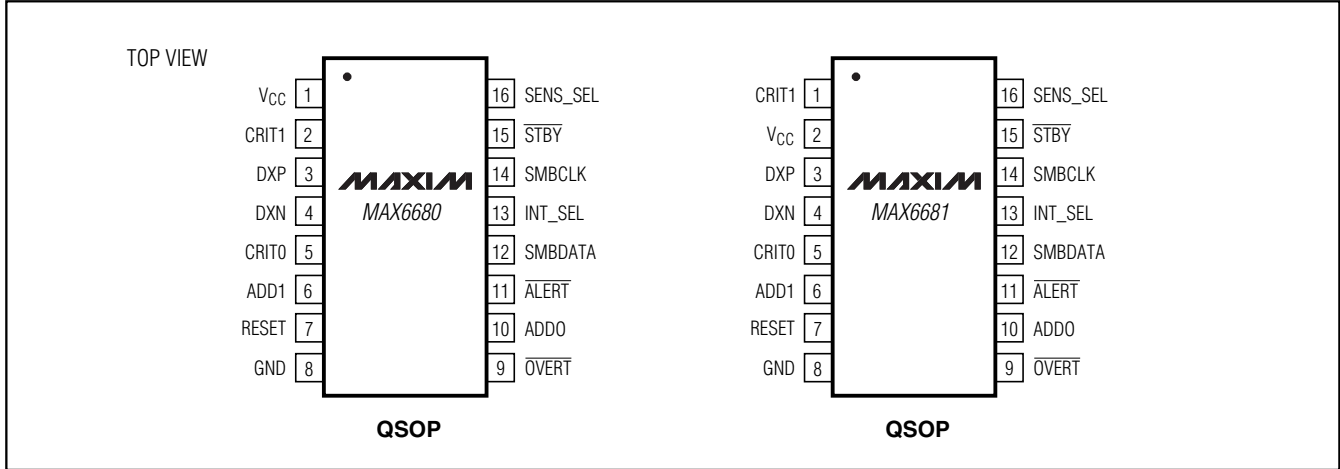 TOP VIEW
VCC 1
CRIT1 2
DXP 3
DXN 4
CRIT0 5
ADD1 6
RESET 7
GND 8
MAXIM
MAX6680
16 SENS_SEL
15 STBY
14 SMBCLK
13 INT_SEL
12 SMBDATA
11 ALERT
10 ADD0
9 OVERT
QSOP
CRIT1 1
VCC 2
DXP 3
DXN 4
CRIT0 5
ADD1 6
RESET 7
GND 8
MAXIM
MAX6681
16 SENS_SEL
15 STBY
14 SMBCLK
13 INT_SEL
12 SMBDATA
11 ALERT
10 ADD0
9 OVERT
QSOP